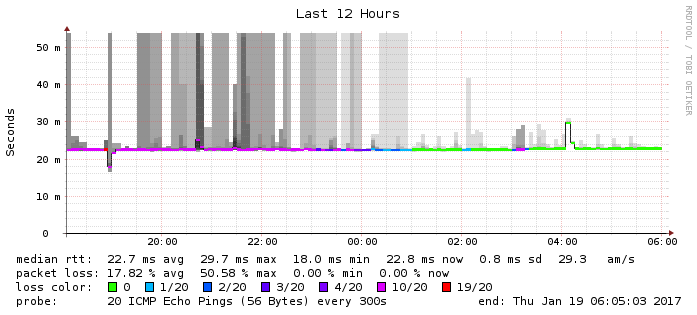 Last 12 Hours
RRDTOOL / TOBI OETIKER
Seconds
50 m
40 m
30 m
20 m
10 m
0
20:00 22:00 00:00 02:00 04:00 06:00
median rtt: 22.7 ms avg 29.7 ms max 18.0 ms min 22.8 ms now 0.8 ms sd 29.3 am/s
packet loss: 17.82 % avg 50.58 % max 0.00 % min 0.00 % now
loss color: 0 1/20 2/20 3/20 4/20 10/20 19/20
probe: 20 ICMP Echo Pings (56 Bytes) every 300s end: Thu Jan 19 06:05:03 2017